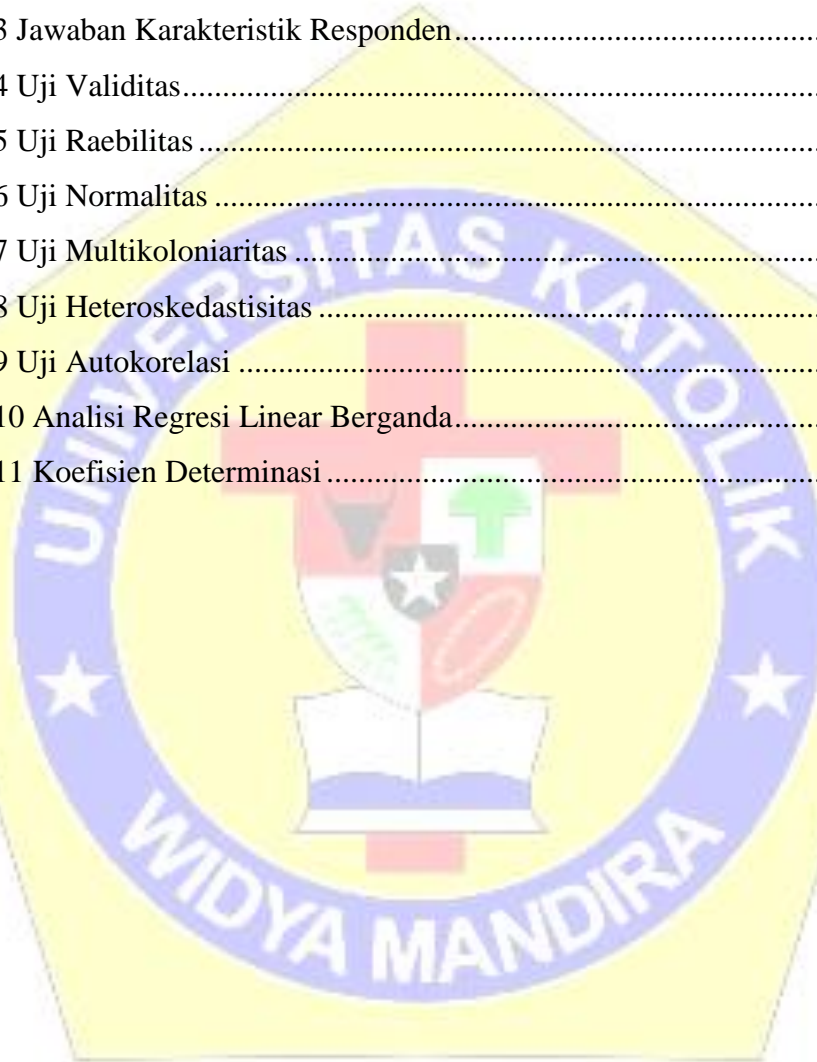 3 Jawaban Karakteristik Responden
4 Uji Validitas
5 Uji Raebilitas
6 Uji Normalitas
7 Uji Multikoloniaritas
8 Uji Heteroskedastisitas
9 Uji Autokorelasi
10 Analisi Regresi Linear Berganda
11 Koefisien Determinasi
UNIVERSITAS KATOLIK
WIDYA MANDIRA